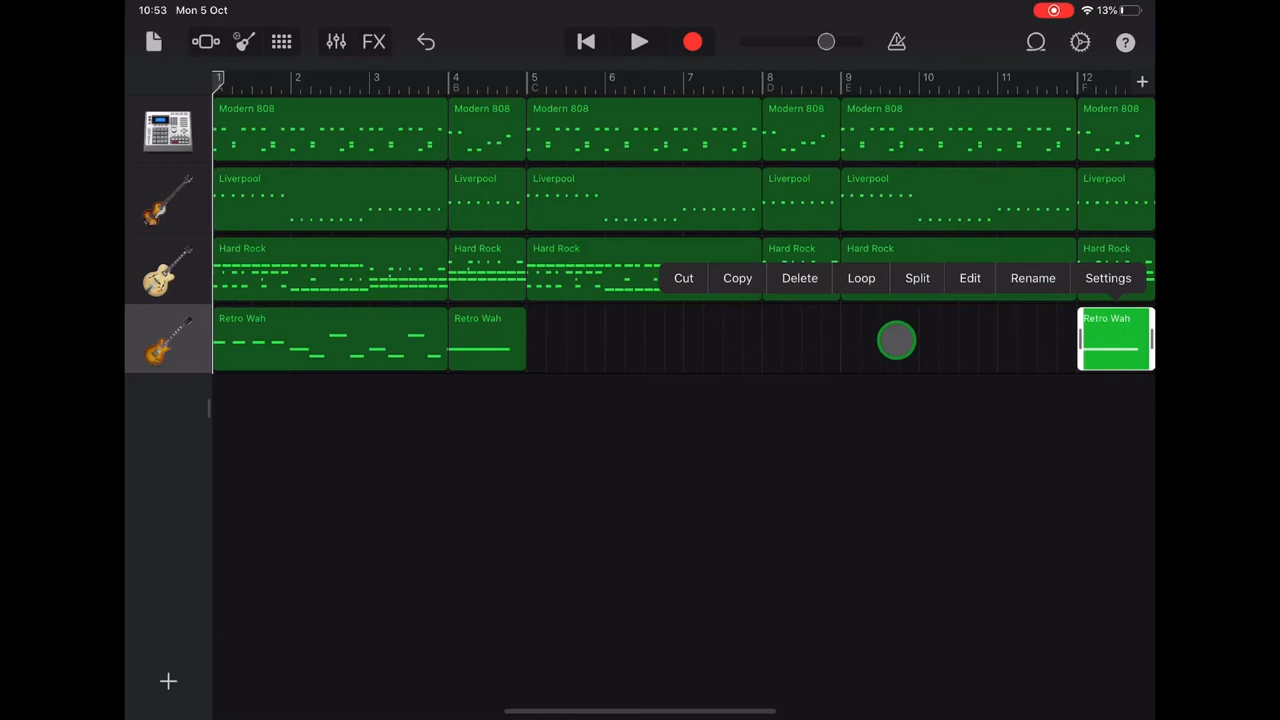 10:53 Mon 5 Oct 13%
FX ?
1 2 3 4 5 6 7 8 9 10 11 12 +
A B C D E F
Modern 808 Modern 808 Modern 808 Modern 808 Modern 808 Modern 808
Liverpool Liverpool Liverpool Liverpool Liverpool Liverpool
Hard Rock Hard Rock Hard Rock Hard Rock Hard Rock Hard Rock
Cut Copy Delete Loop Split Edit Rename Settings
Retro Wah Retro Wah Retro Wah